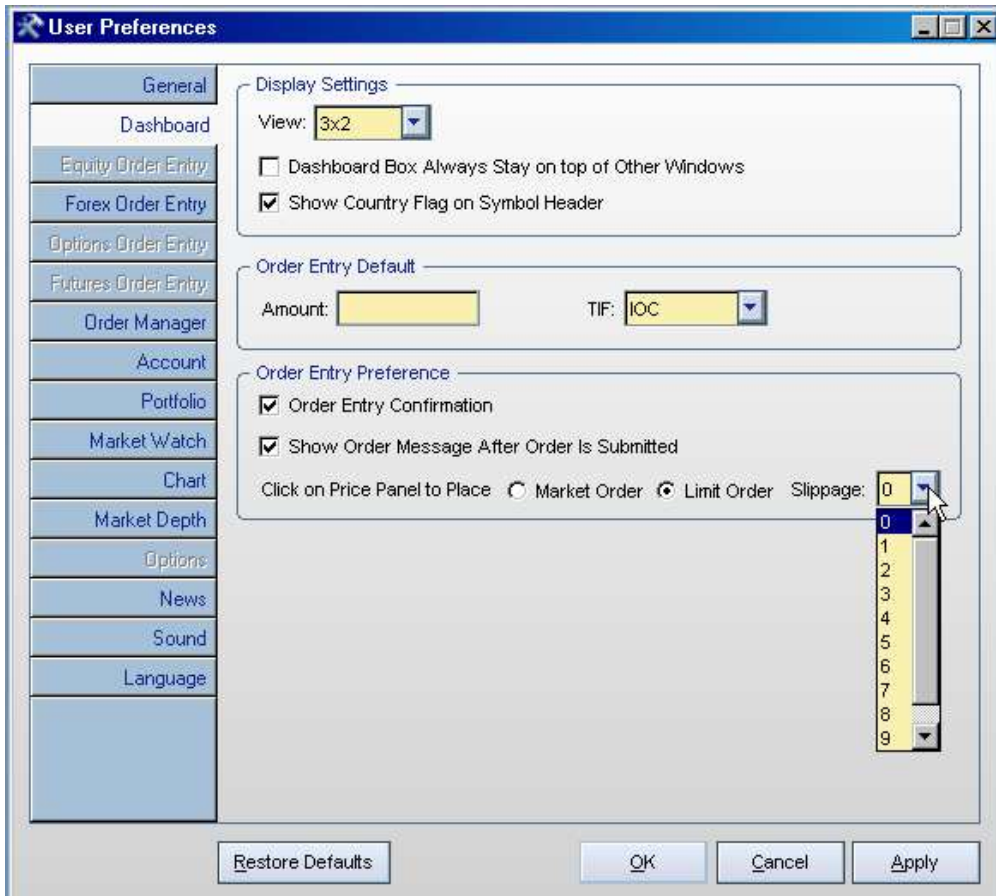 User Preferences
General
Dashboard
Equity Order Entry
Forex Order Entry
Options Order Entry
Futures Order Entry
Order Manager
Account
Portfolio
Market Watch
Chart
Market Depth
Options
News
Sound
Language
Display Settings
View: 3x2
Dashboard Box Always Stay on top of Other Windows
Show Country Flag on Symbol Header
Order Entry Default
Amount: TIF: IOC
Order Entry Preference
Order Entry Confirmation
Show Order Message After Order Is Submitted
Click on Price Panel to Place Market Order Limit Order Slippage: 0
0
1
2
3
4
5
6
7
8
9
Restore Defaults OK Cancel Apply